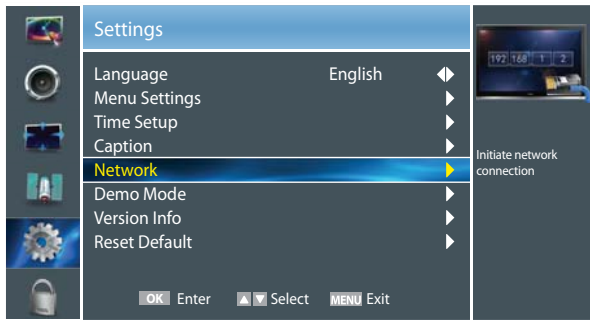 Settings
Language English
Menu Settings
Time Setup
Caption
Network
Demo Mode
Version Info
Reset Default
OK Enter Select MENU Exit
192 168 1 2
Initiate network
connection